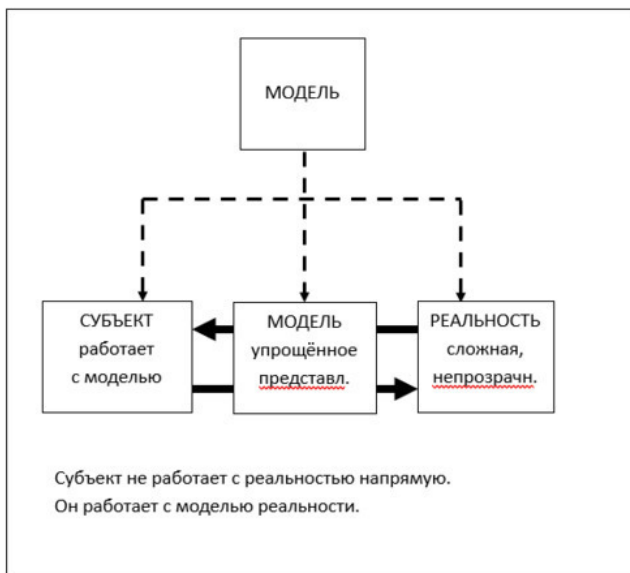 МОДЕЛЬ
СУБЪЕКТ
работает
с моделью
МОДЕЛЬ
упрощённое
представл.
РЕАЛЬНОСТЬ
сложная,
непрозрачн.
Субъект не работает с реальностью напрямую.
Он работает с моделью реальности.